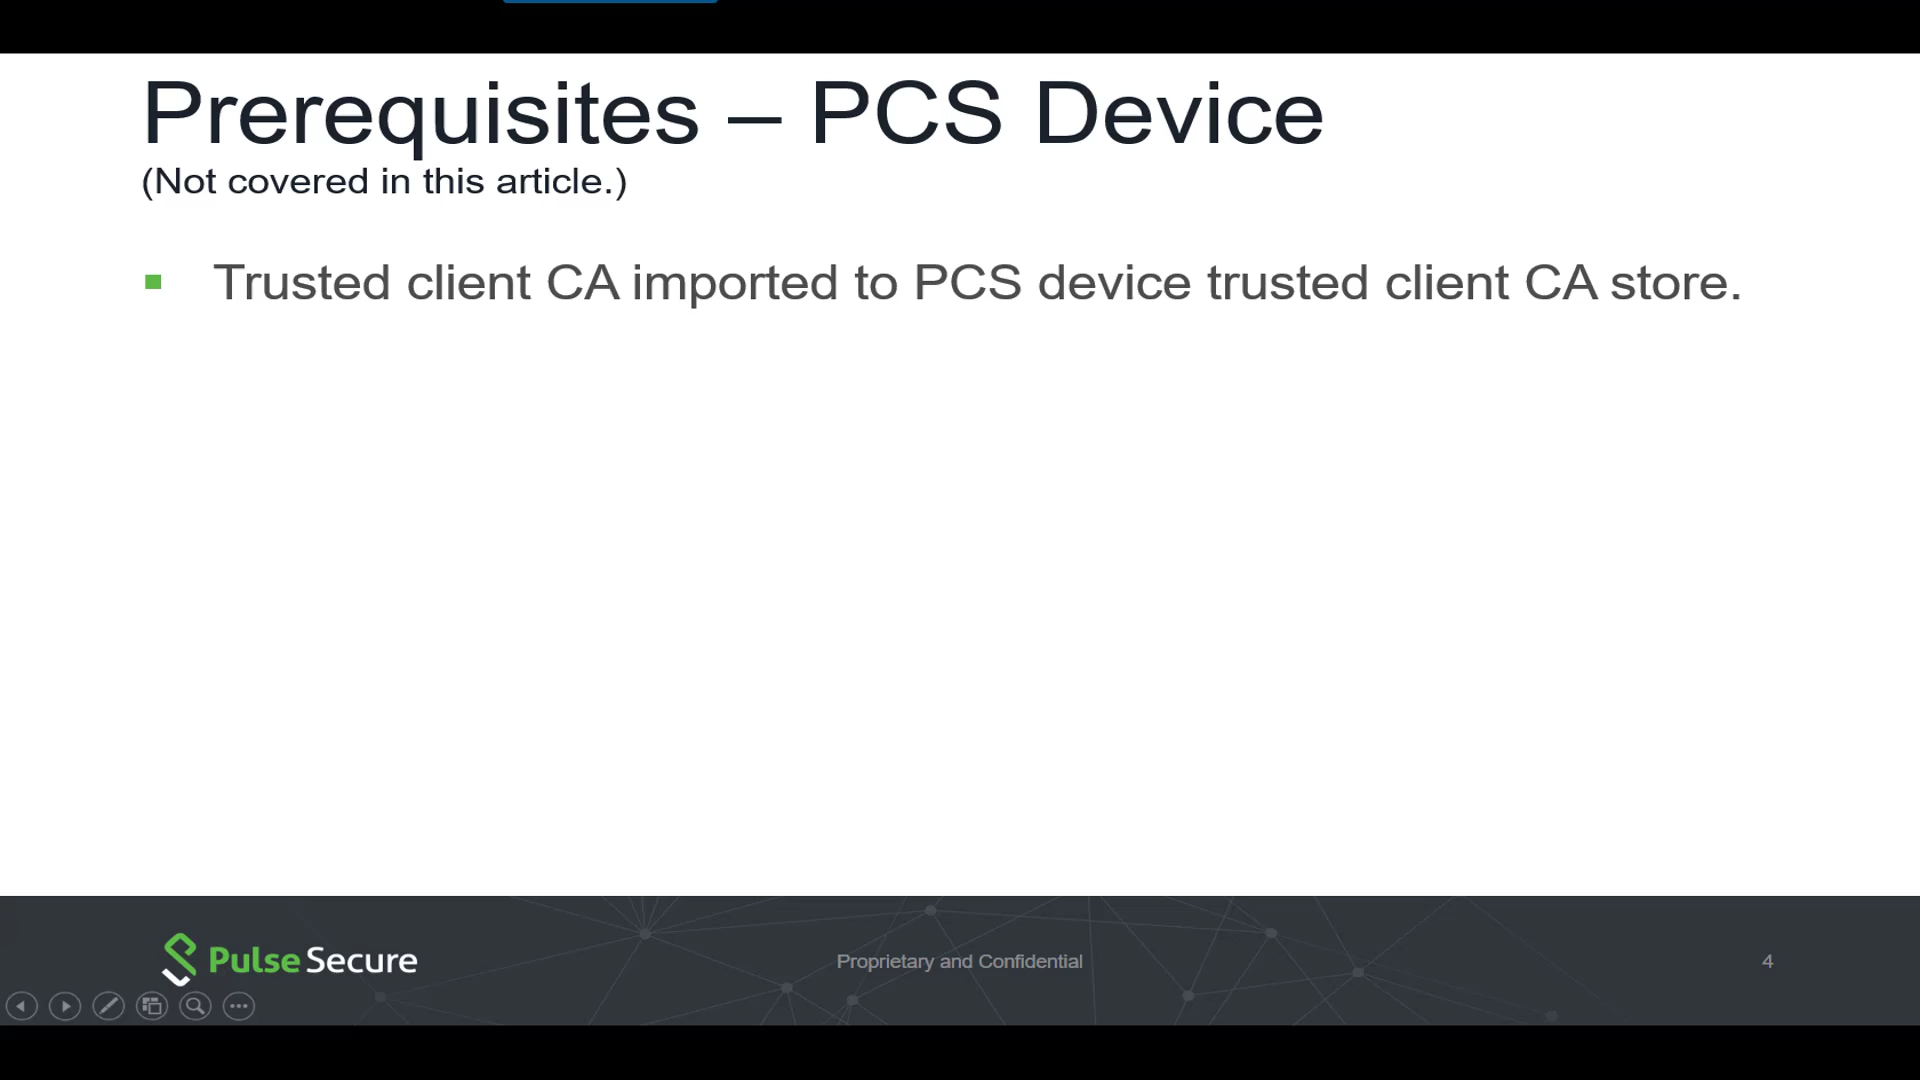 Prerequisites – PCS Device
(Not covered in this article.)
Trusted client CA imported to PCS device trusted client CA store.
Pulse Secure
Proprietary and Confidential
4